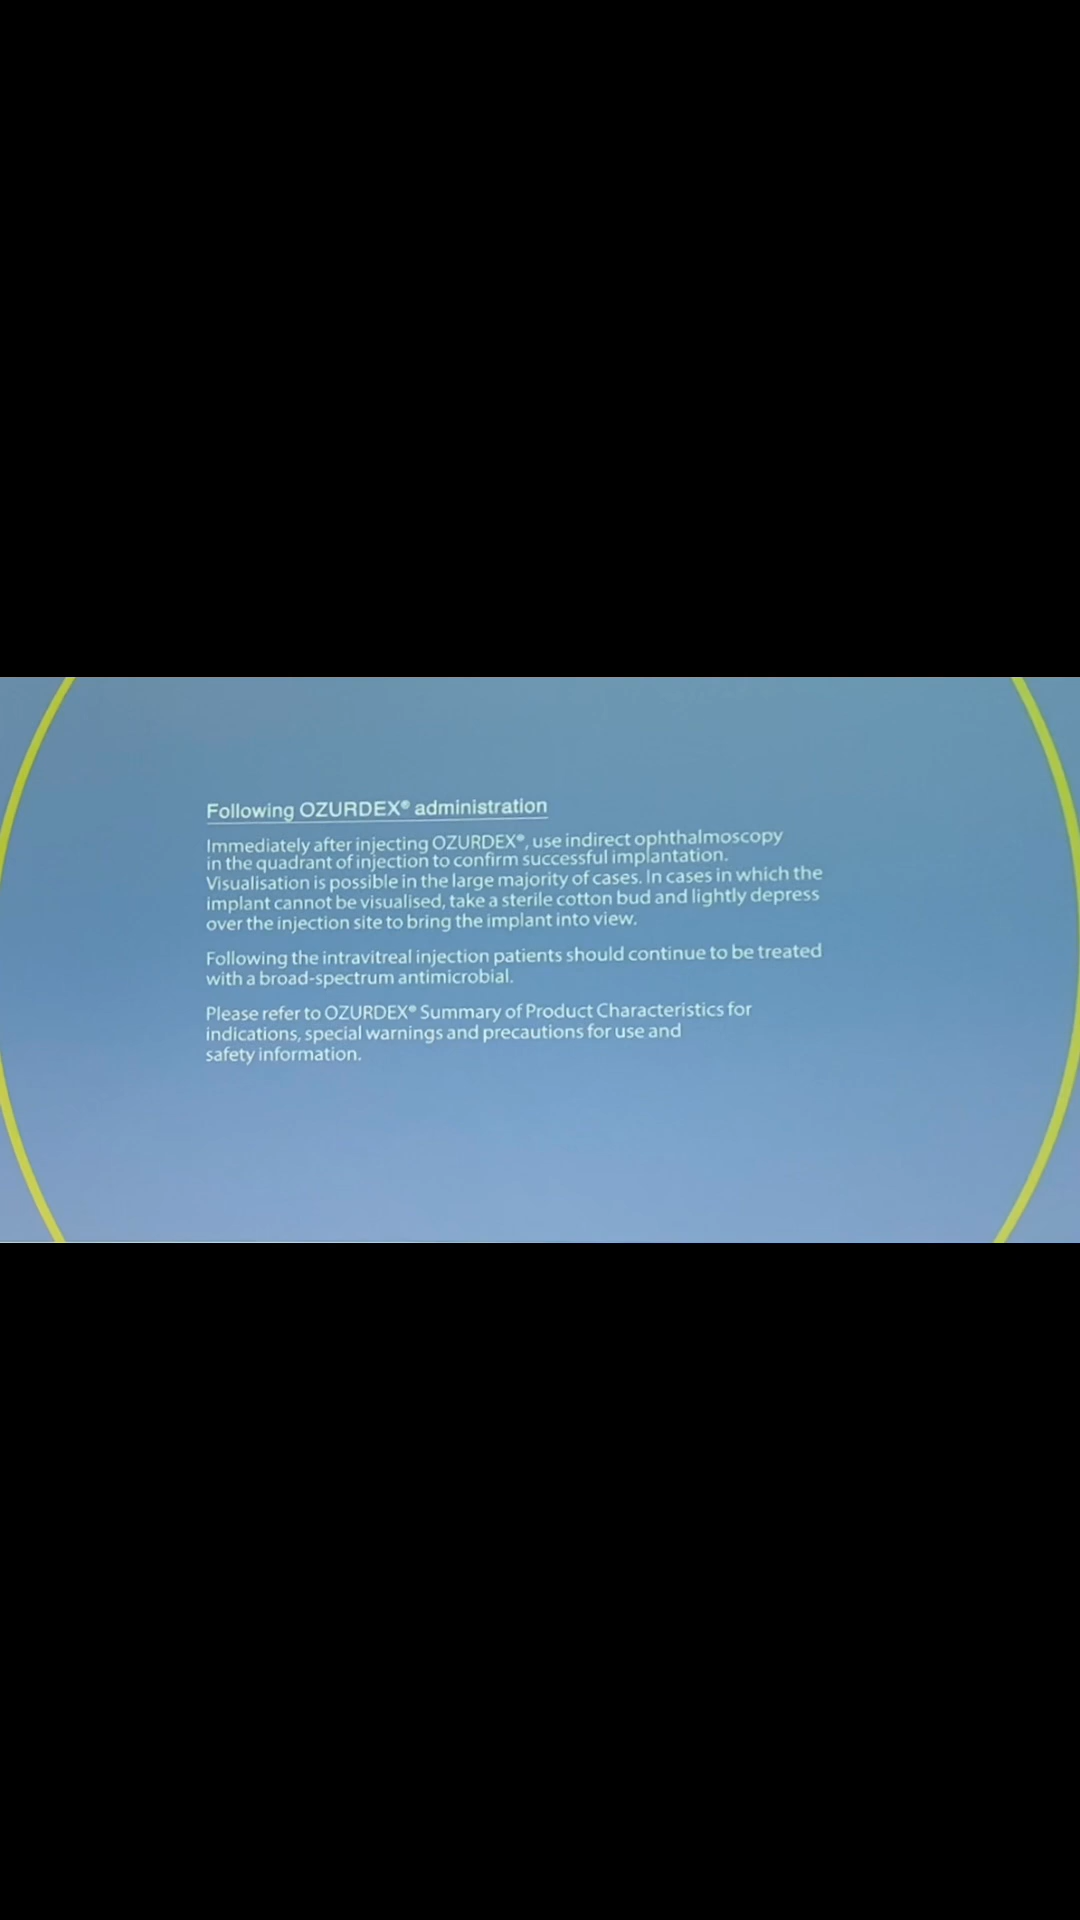 Following OZURDEX® administration
Immediately after injecting OZURDEX®, use indirect ophthalmoscopy
in the quadrant of injection to confirm successful implantation.
Visualisation is possible in the large majority of cases. In cases in which the
implant cannot be visualised, take a sterile cotton bud and lightly depress
over the injection site to bring the implant into view.
Following the intravitreal injection patients should continue to be treated
with a broad-spectrum antimicrobial.
Please refer to OZURDEX® Summary of Product Characteristics for
indications, special warnings and precautions for use and
safety information.